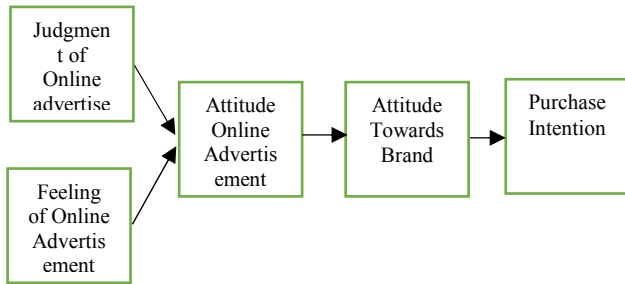 Judgmen
t of
Online
advertise
Feeling
of Online
Advertis
ement
Attitude
Online
Advertis
ement
Attitude
Towards
Brand
Purchase
Intention